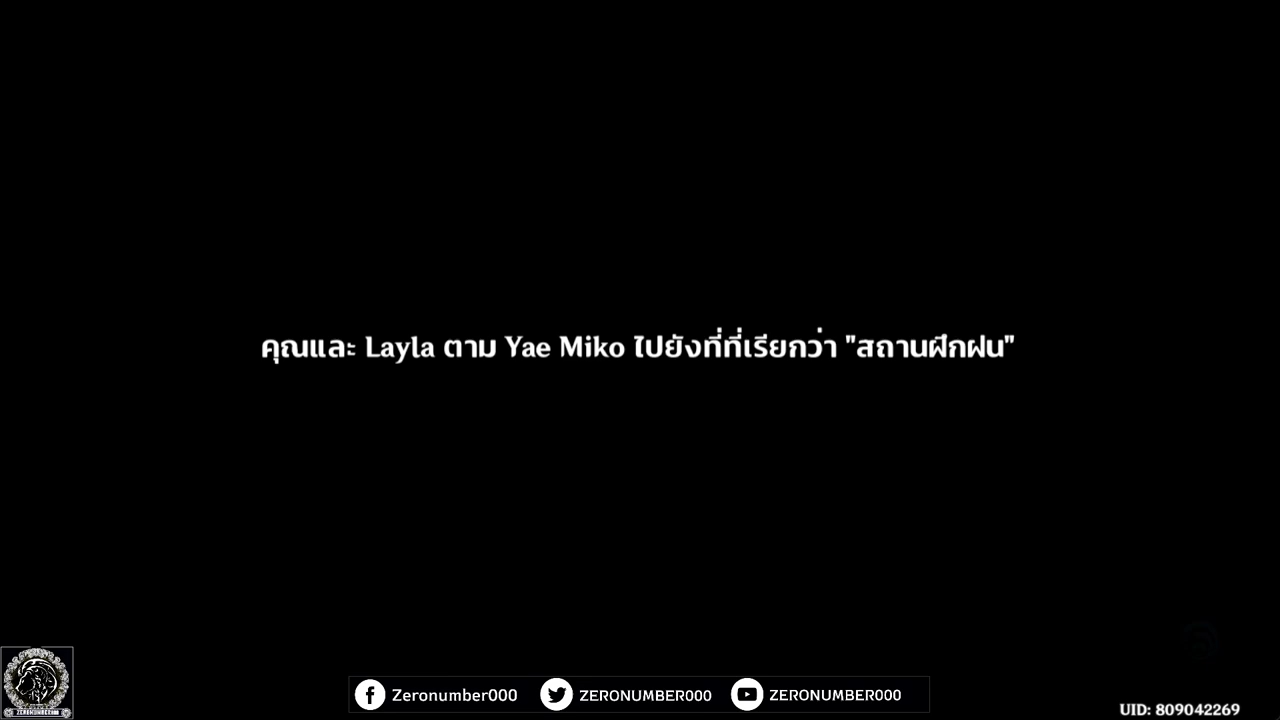 คุณและ Layla ตาม Yae Miko ไปยังที่ที่เรียกว่า "สถานฝึกฝน"
Zeronumber000 ZERONUMBER000 ZERONUMBER000
ZERONUMBER000
UID: 809042269